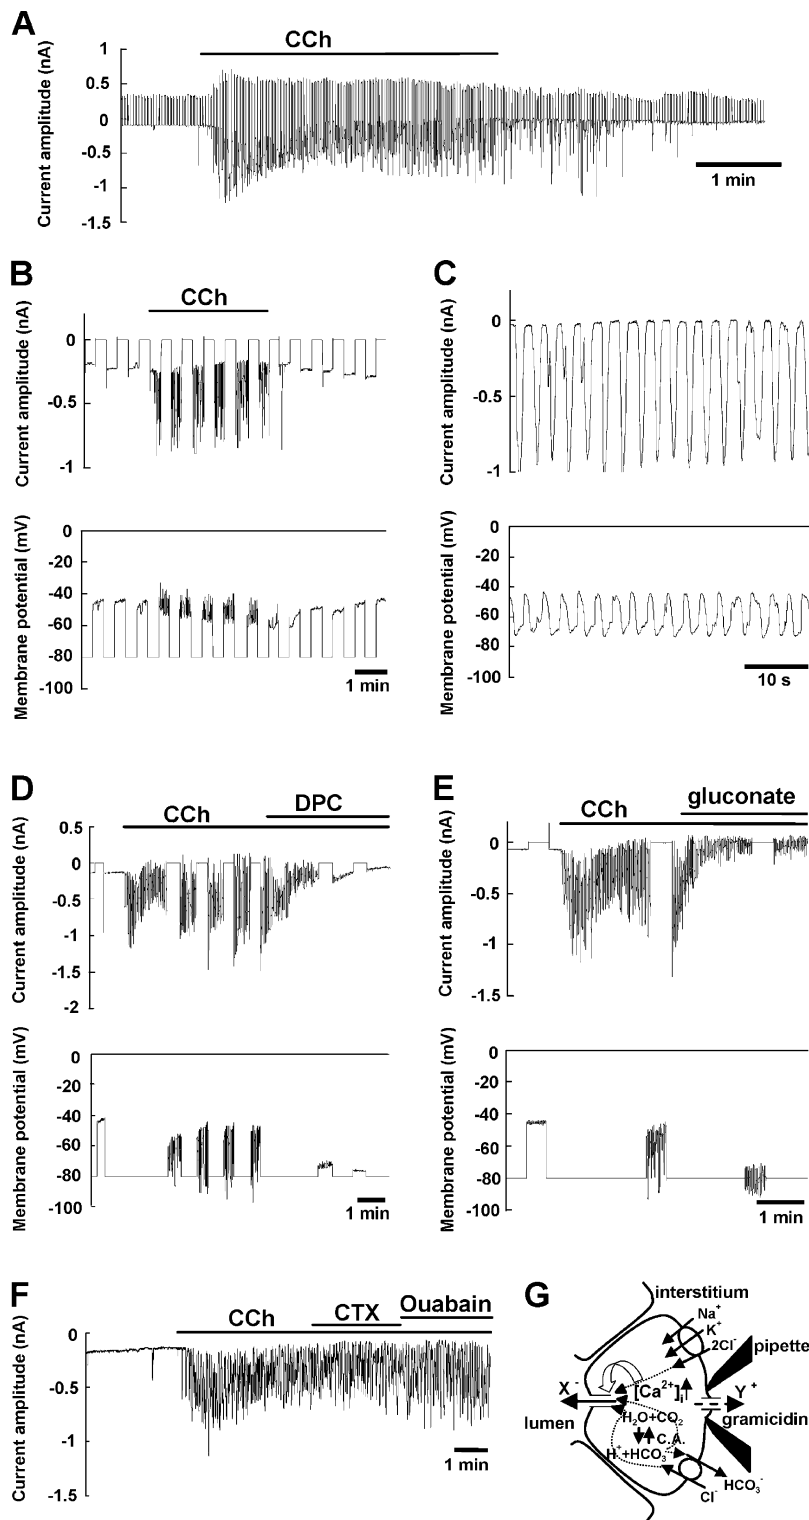 A
CCh
Current amplitude (nA)
1
0.5
0
-0.5
-1
-1.5
1 min
B
CCh
Current amplitude (nA)
0
-0.5
-1
Membrane potential (mV)
0
-20
-40
-60
-80
-100
1 min
C
Current amplitude (nA)
0
-0.5
-1
Membrane potential (mV)
0
-20
-40
-60
-80
-100
10 s
D
DPC
CCh
Current amplitude (nA)
0.5
0
-0.5
-1
-1.5
-2
Membrane potential (mV)
0
-20
-40
-60
-80
-100
1 min
E
gluconate
CCh
Current amplitude (nA)
0
-0.5
-1
-1.5
Membrane potential (mV)
0
-20
-40
-60
-80
-100
1 min
F
CCh
CTX
Ouabain
Current amplitude (nA)
0
-0.5
-1
-1.5
1 min
G
interstitium
Na⁺
K⁺
2Cl⁻
pipette
X⁻
[Ca²⁺]i
Y⁺
lumen
gramicidin
H₂O+CO₂
C.A.
H⁺+HCO₃⁻
HCO₃⁻
Cl⁻